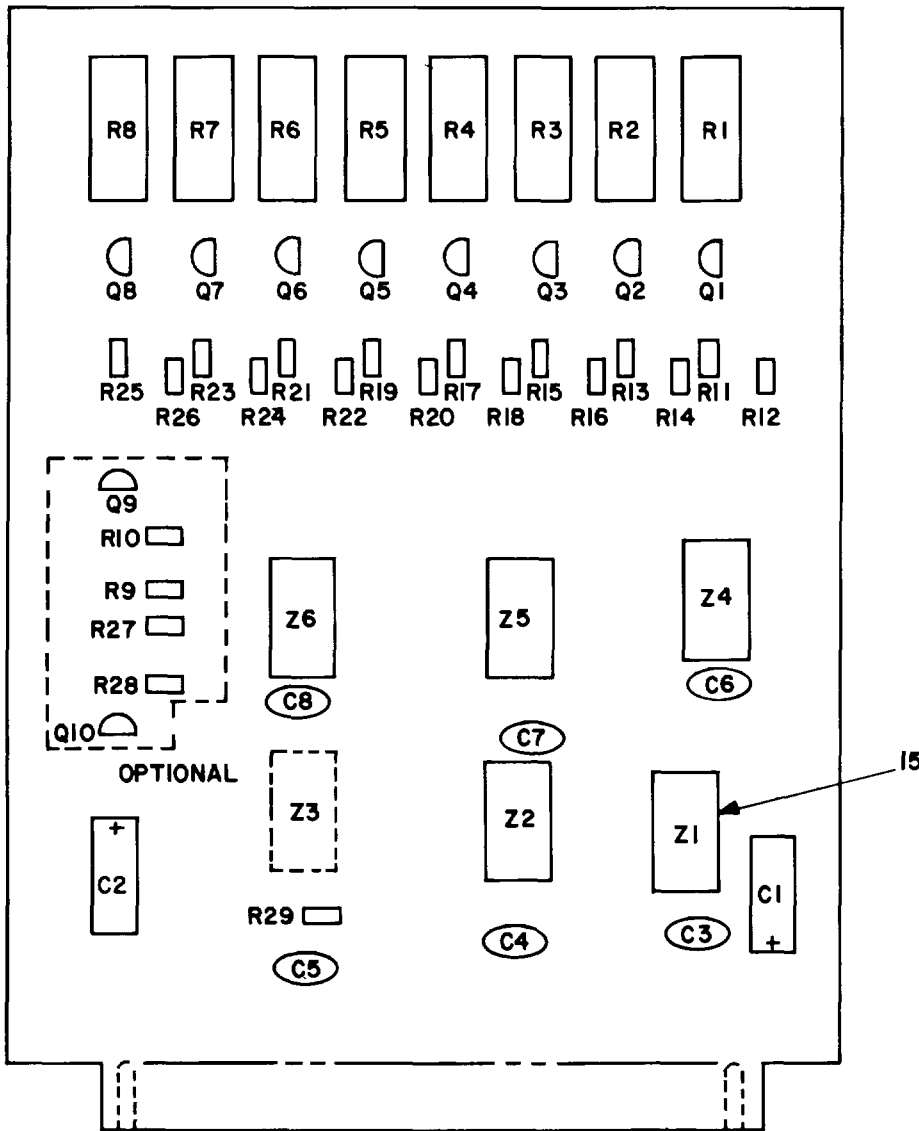 R8 R7 R6 R5 R4 R3 R2 R1
Q8 Q7 Q6 Q5 Q4 Q3 Q2 Q1
R25 R23 R21 R19 R17 R15 R13 R11
R26 R24 R22 R20 R18 R16 R14 R12
Q9
R10
R9
R27
R28
Q10
OPTIONAL
Z6 Z5 Z4
C8 C7 C6
Z3 Z2 Z1
15
+
C2
C1
+
R29
C5 C4 C3